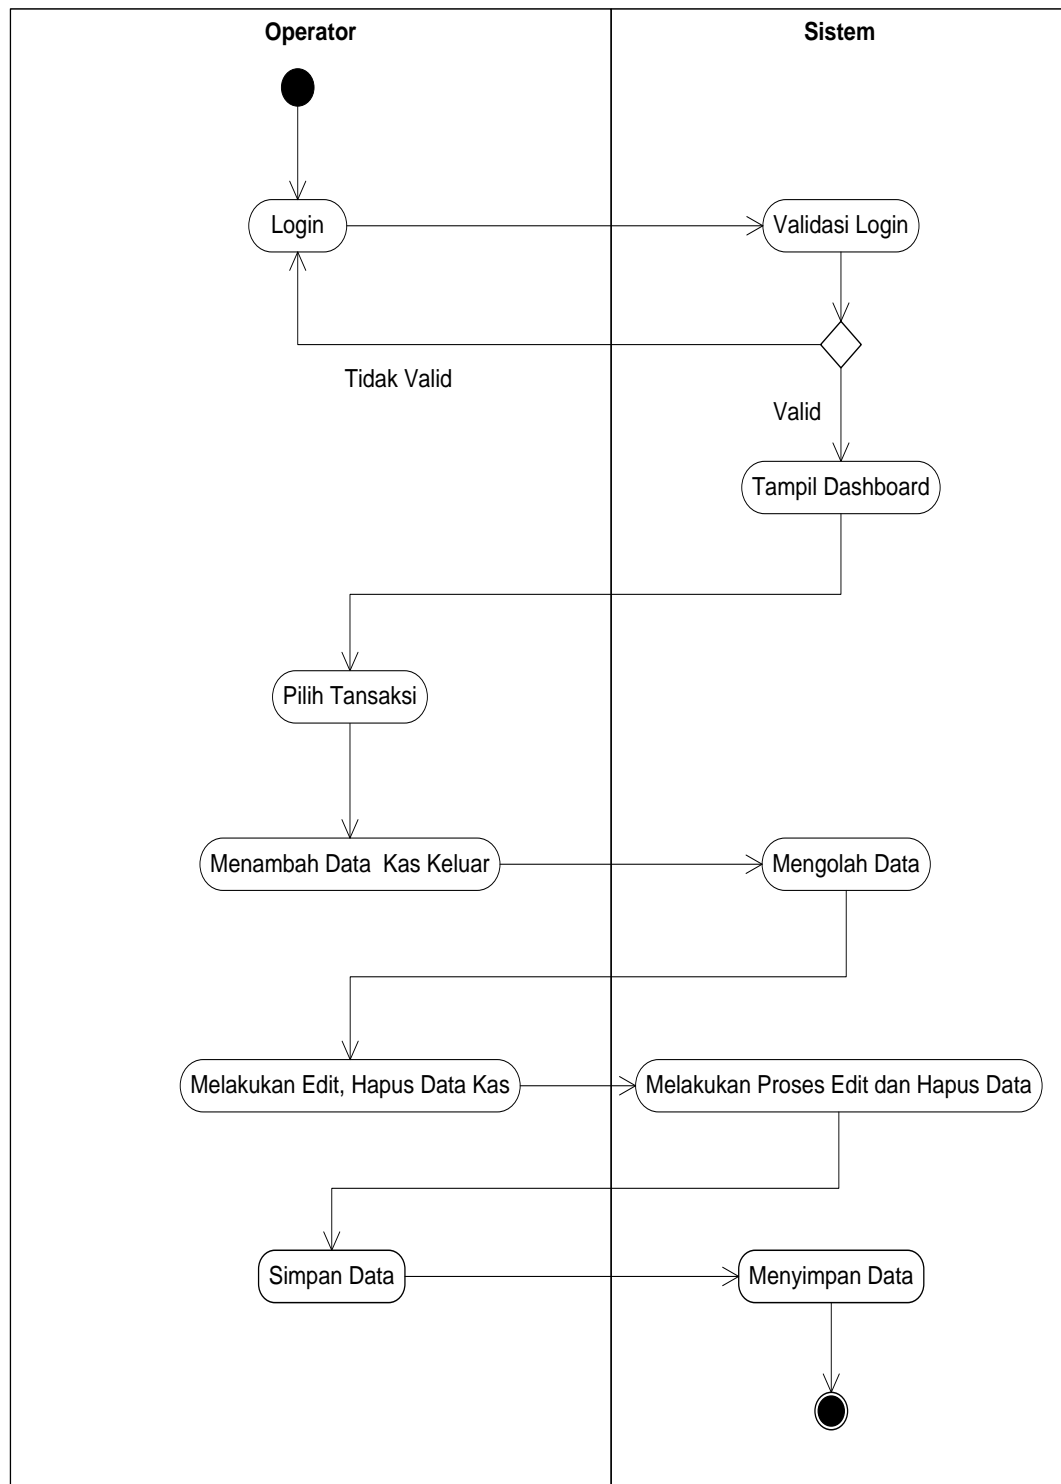 Operator
Sistem
Login
Validasi Login
Tidak Valid
Valid
Tampil Dashboard
Pilih Tansaksi
Menambah Data  Kas Keluar
Mengolah Data
Melakukan Edit, Hapus Data Kas
Melakukan Proses Edit dan Hapus Data
Simpan Data
Menyimpan Data